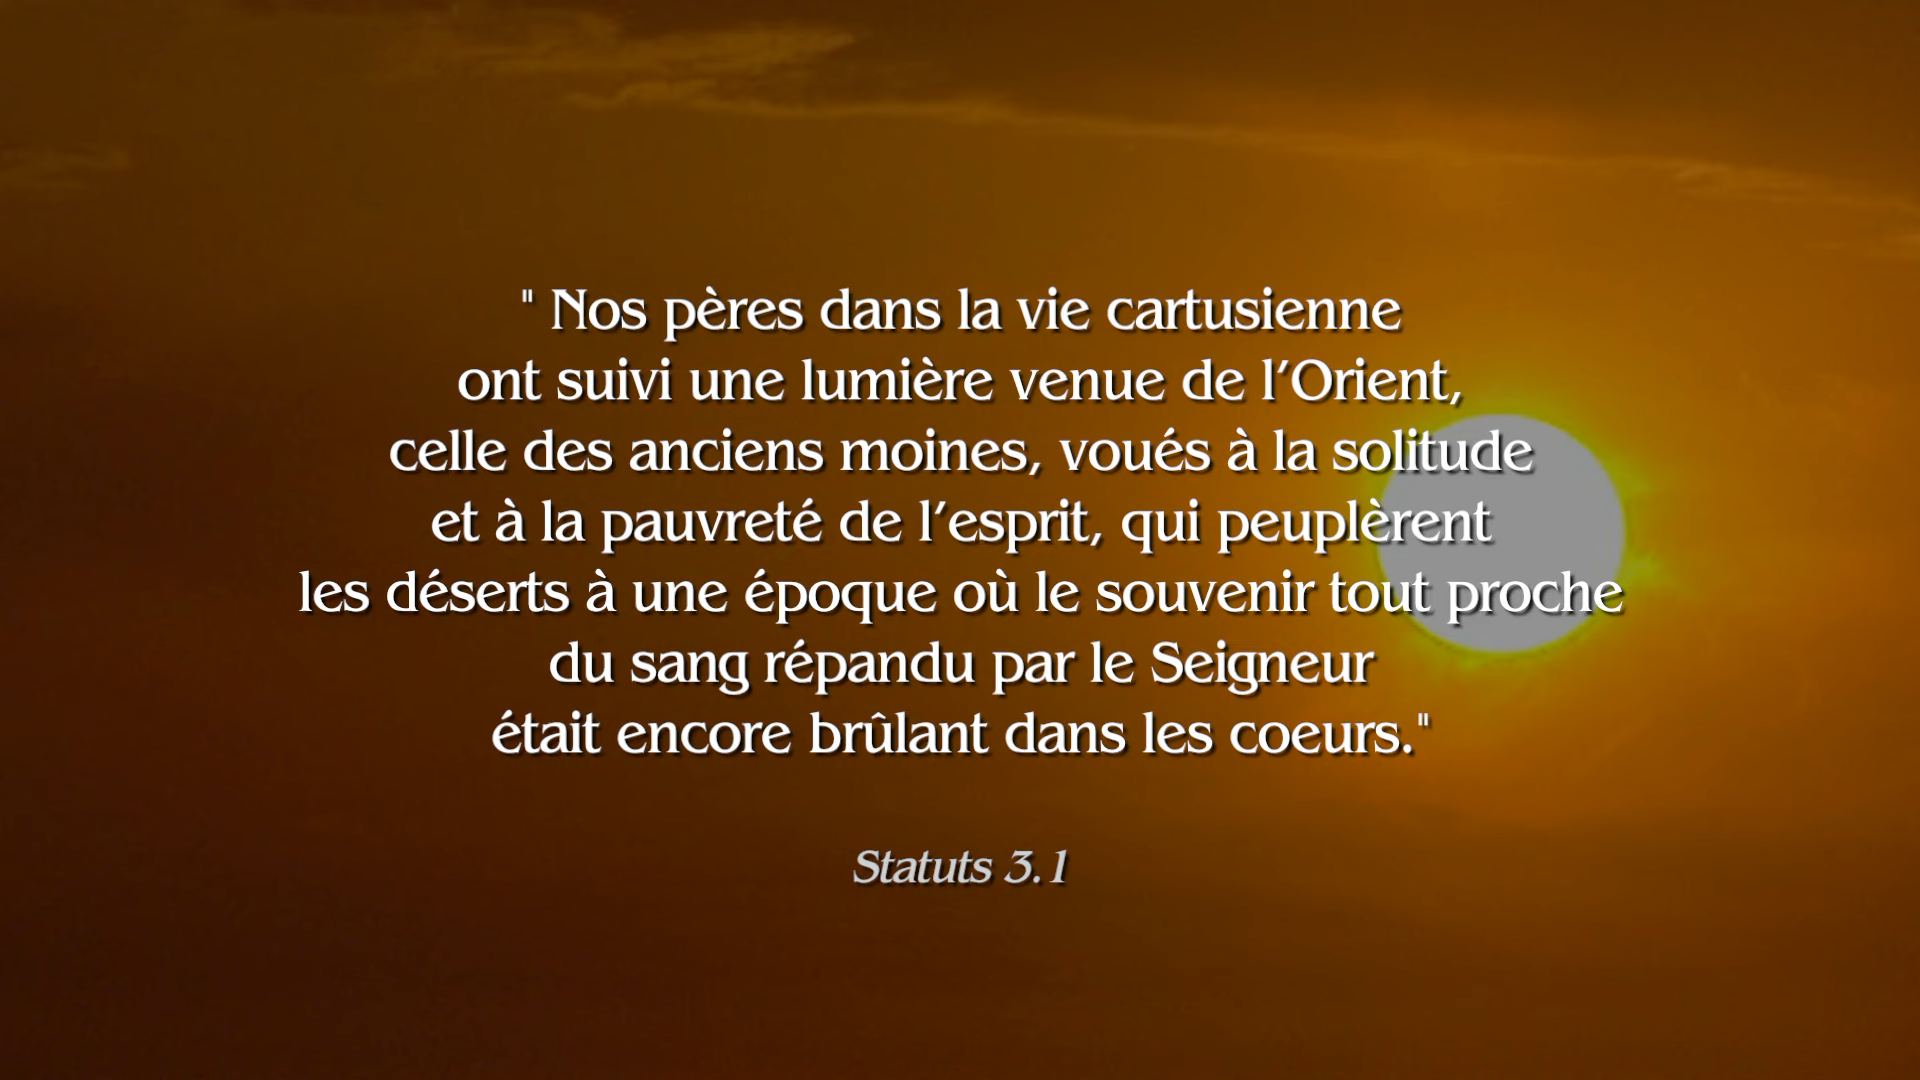 " Nos pères dans la vie cartusienne
ont suivi une lumière venue de l’Orient,
celle des anciens moines, voués à la solitude
et à la pauvreté de l’esprit, qui peuplèrent
les déserts à une époque où le souvenir tout proche
du sang répandu par le Seigneur
était encore brûlant dans les coeurs."
Statuts 3.1